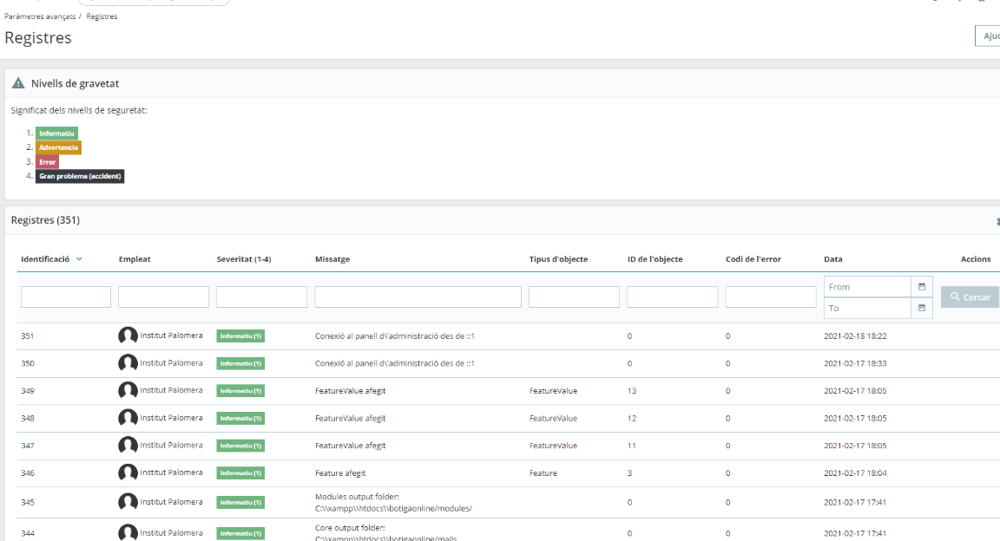 Paràmetres avançats / Registres
Registres
Nivells de gravetat
Significat dels nivells de seguretat:
1. Informatiu
2. Advertencia
3. Error
4. Gran problema (accident)
Registres (351)
Identificació Empleat Severitat (1-4) Missatge Tipus d'objecte ID de l'objecte Codi de l'error Data Accions
From
Cercar
To
351 Institut Palomera Informatiu (1) Conexió al panell d\'administració des de ::1 0 0 2021-02-18 18:22
350 Institut Palomera Informatiu (1) Conexió al panell d\'administració des de ::1 0 0 2021-02-17 18:33
349 Institut Palomera Informatiu (1) FeatureValue afegit FeatureValue 13 0 2021-02-17 18:05
348 Institut Palomera Informatiu (1) FeatureValue afegit FeatureValue 12 0 2021-02-17 18:05
347 Institut Palomera Informatiu (1) FeatureValue afegit FeatureValue 11 0 2021-02-17 18:05
346 Institut Palomera Informatiu (1) Feature afegit Feature 3 0 2021-02-17 18:04
345 Institut Palomera Informatiu (1) Modules output folder: 0 0 2021-02-17 17:41
C:\\xampp\\htdocs\\botigaonline/modules/
344 Institut Palomera Informatiu (1) Core output folder: 0 0 2021-02-17 17:41
C:\\xampp\\htdocs\\botigaonline/mails